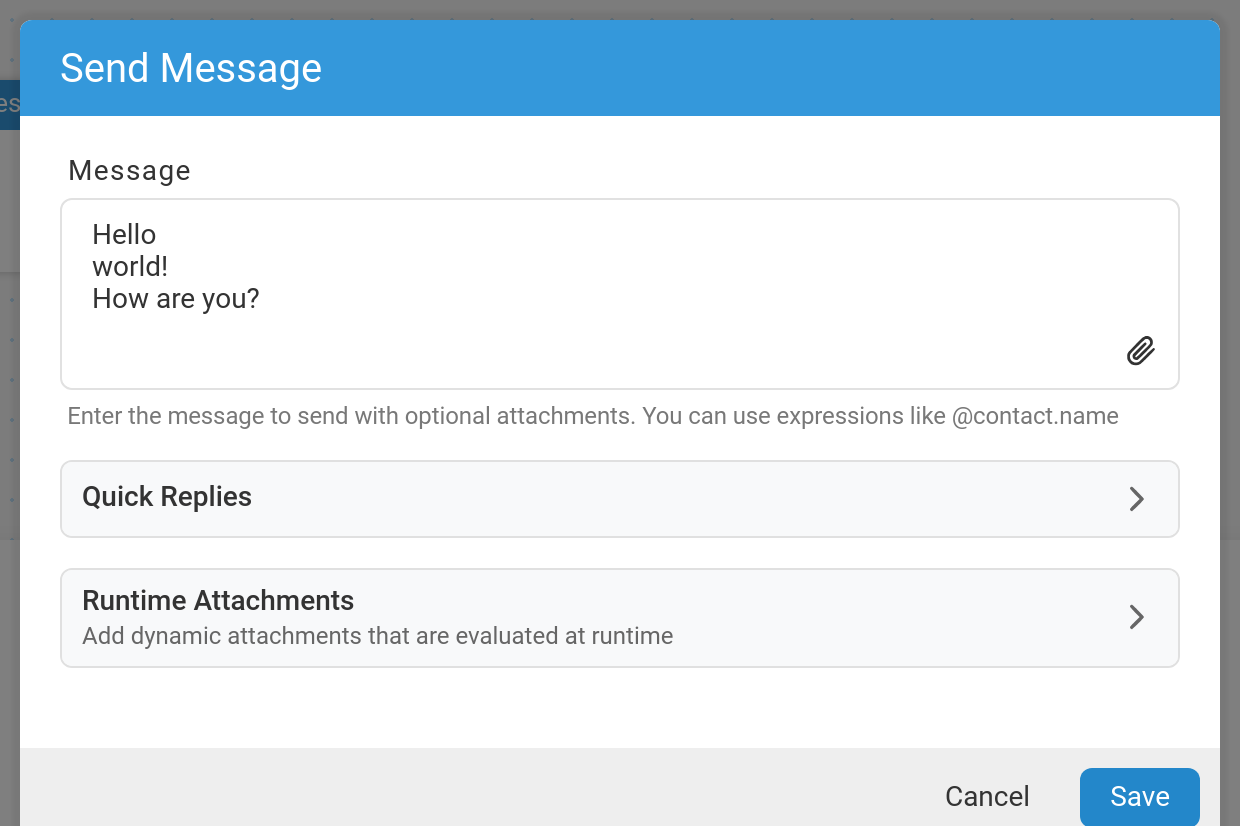 Send Message
Message
Hello
world!
How are you?
Enter the message to send with optional attachments. You can use expressions like @contact.name
Quick Replies
Runtime Attachments
Add dynamic attachments that are evaluated at runtime
Cancel
Save